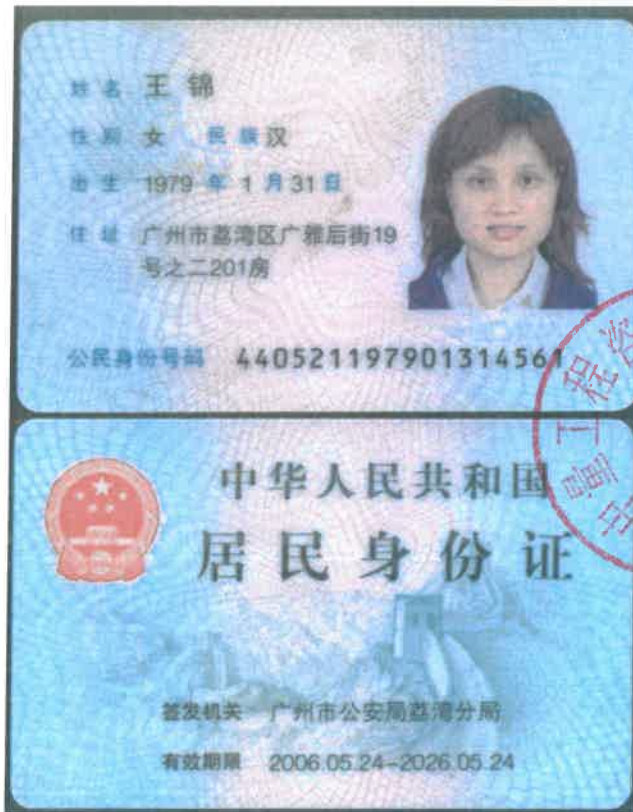 姓名 王锦
性别 女 民族 汉
出生 1979 年 1 月 31 日
住址 广州市荔湾区广雅后街19
号之二201房
公民身份号码 440521197901314561
中华人民共和国
居民身份证
签发机关 广州市公安局荔湾分局
有效期限 2006.05.24-2026.05.24
工程咨